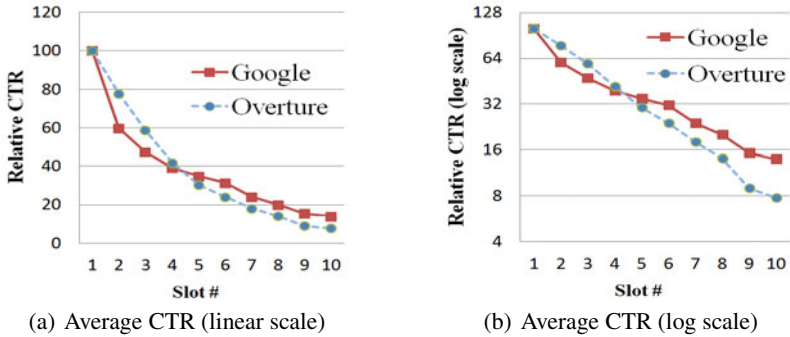 120
100
80
60
40
20
0
Relative CTR
Google
Overture
1 2 3 4 5 6 7 8 9 10
Slot #
(a) Average CTR (linear scale)
128
64
32
16
8
4
Relative CTR (log scale)
Google
Overture
1 2 3 4 5 6 7 8 9 10
Slot #
(b) Average CTR (log scale)